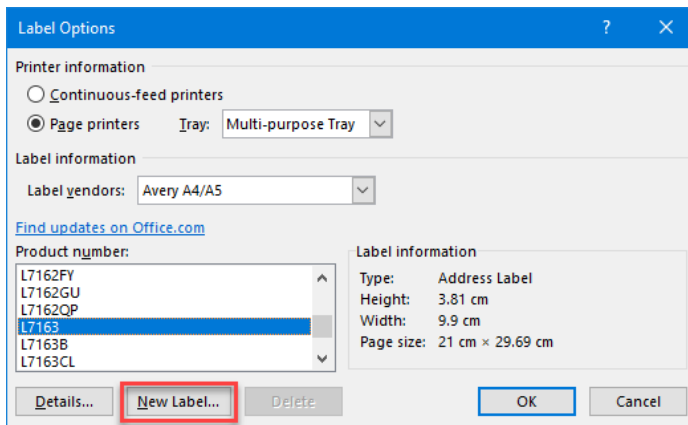 Label Options ? ×
Printer information
Continuous-feed printers
Page printers Tray: Multi-purpose Tray
Label information
Label vendors: Avery A4/A5
Find updates on Office.com
Product number:
L7162FY
L7162GU
L7162QP
L7163
L7163B
L7163CL
Label information
Type: Address Label
Height: 3.81 cm
Width: 9.9 cm
Page size: 21 cm × 29.69 cm
Details... New Label... Delete OK Cancel